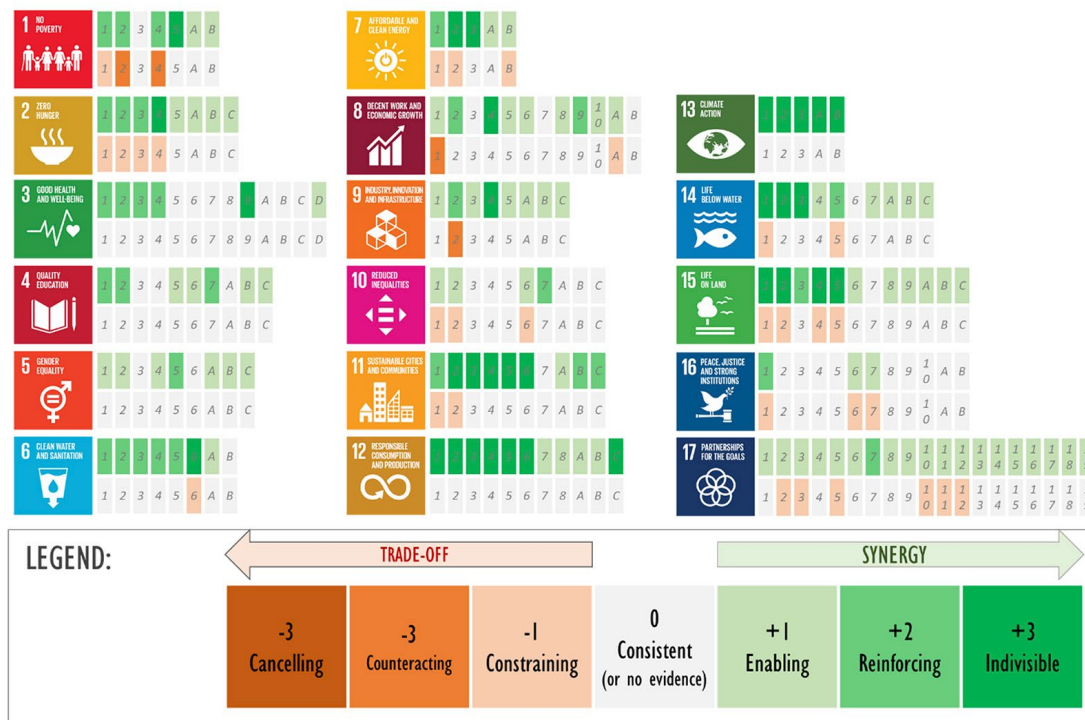 1 NO POVERTY
1 2 3 4 5 A B
1 2 3 4 5 A B
2 ZERO HUNGER
1 2 3 4 5 A B C
1 2 3 4 5 A B C
3 GOOD HEALTH AND WELL-BEING
1 2 3 4 5 6 7 8 9 A B C D
1 2 3 4 5 6 7 8 9 A B C D
4 QUALITY EDUCATION
1 2 3 4 5 6 7 A B C
1 2 3 4 5 6 7 A B C
5 GENDER EQUALITY
1 2 3 4 5 6 A B C
1 2 3 4 5 6 A B C
6 CLEAN WATER AND SANITATION
1 2 3 4 5 6 A B
1 2 3 4 5 6 A B
7 AFFORDABLE AND CLEAN ENERGY
1 2 3 A B
1 2 3 A B
8 DECENT WORK AND ECONOMIC GROWTH
1 2 3 4 5 6 7 8 9 10 A B
1 2 3 4 5 6 7 8 9 10 A B
9 INDUSTRY, INNOVATION AND INFRASTRUCTURE
1 2 3 4 5 A B C
1 2 3 4 5 A B C
10 REDUCED INEQUALITIES
1 2 3 4 5 6 7 A B C
1 2 3 4 5 6 7 A B C
11 SUSTAINABLE CITIES AND COMMUNITIES
1 2 3 4 5 6 7 A B C
1 2 3 4 5 6 7 A B C
12 RESPONSIBLE CONSUMPTION AND PRODUCTION
1 2 3 4 5 6 7 8 A B C
1 2 3 4 5 6 7 8 A B C
13 CLIMATE ACTION
1 2 3 A B
1 2 3 A B
14 LIFE BELOW WATER
1 2 3 4 5 6 7 A B C
1 2 3 4 5 6 7 A B C
15 LIFE ON LAND
1 2 3 4 5 6 7 8 9 A B C
1 2 3 4 5 6 7 8 9 A B C
16 PEACE, JUSTICE AND STRONG INSTITUTIONS
1 2 3 4 5 6 7 8 9 10 A B
1 2 3 4 5 6 7 8 9 10 A B
17 PARTNERSHIPS FOR THE GOALS
1 2 3 4 5 6 7 8 9 10 11 12 13 14 15 16 17 18
1 2 3 4 5 6 7 8 9 10 11 12 13 14 15 16 17 18
LEGEND:
TRADE-OFF
SYNERGY
-3 Cancelling
-3 Counteracting
-1 Constraining
0 Consistent
(or no evidence)
+1 Enabling
+2 Reinforcing
+3 Indivisible